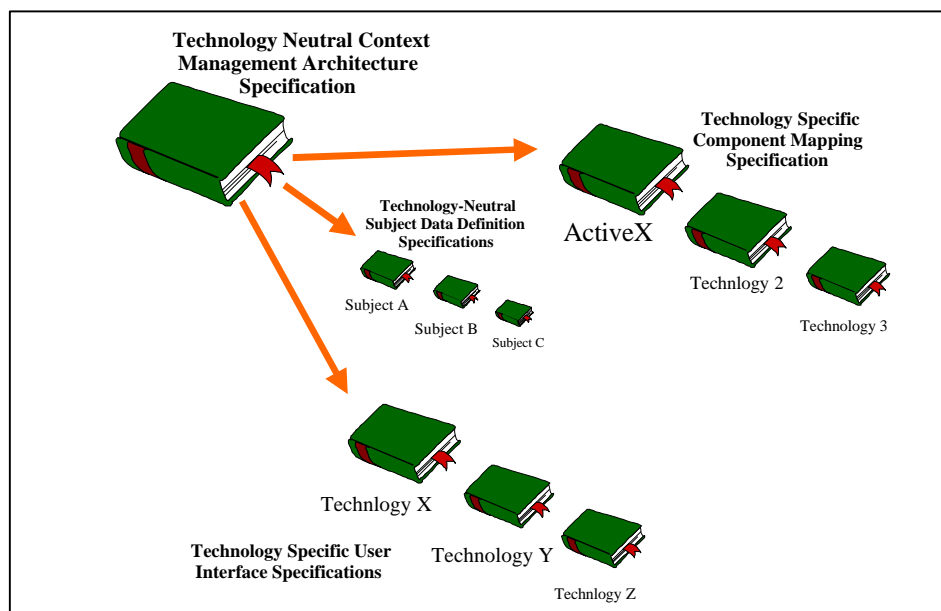 Technology Neutral Context
Management Architecture
Specification
Technology Specific
Component Mapping
Specification
ActiveX
Technlogy 2
Technology 3
Technology-Neutral
Subject Data Definition
Specifications
Subject A
Subject B
Subject C
Technlogy X
Technology Y
Technlogy Z
Technology Specific User
Interface Specifications